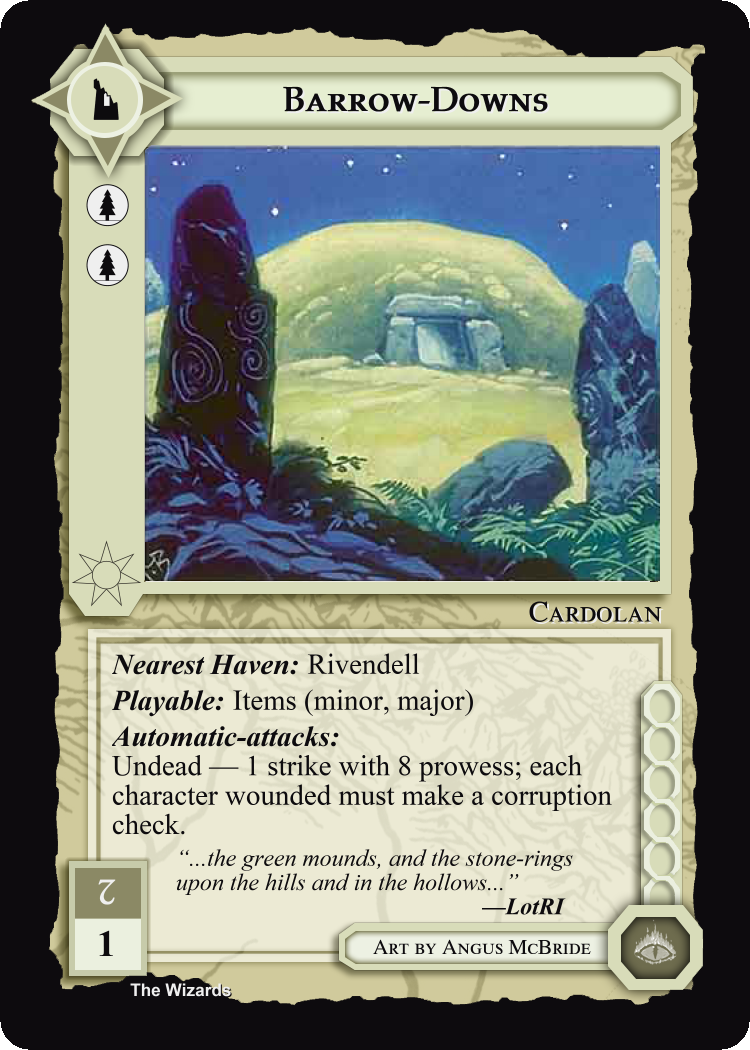 Barrow-Downs
Cardolan
Nearest Haven: Rivendell
Playable: Items (minor, major)
Automatic-attacks:
Undead — 1 strike with 8 prowess; each
character wounded must make a corruption
check.
“...the green mounds, and the stone-rings
upon the hills and in the hollows...”
—LotRI
2
1
Art by Angus McBride
The Wizards